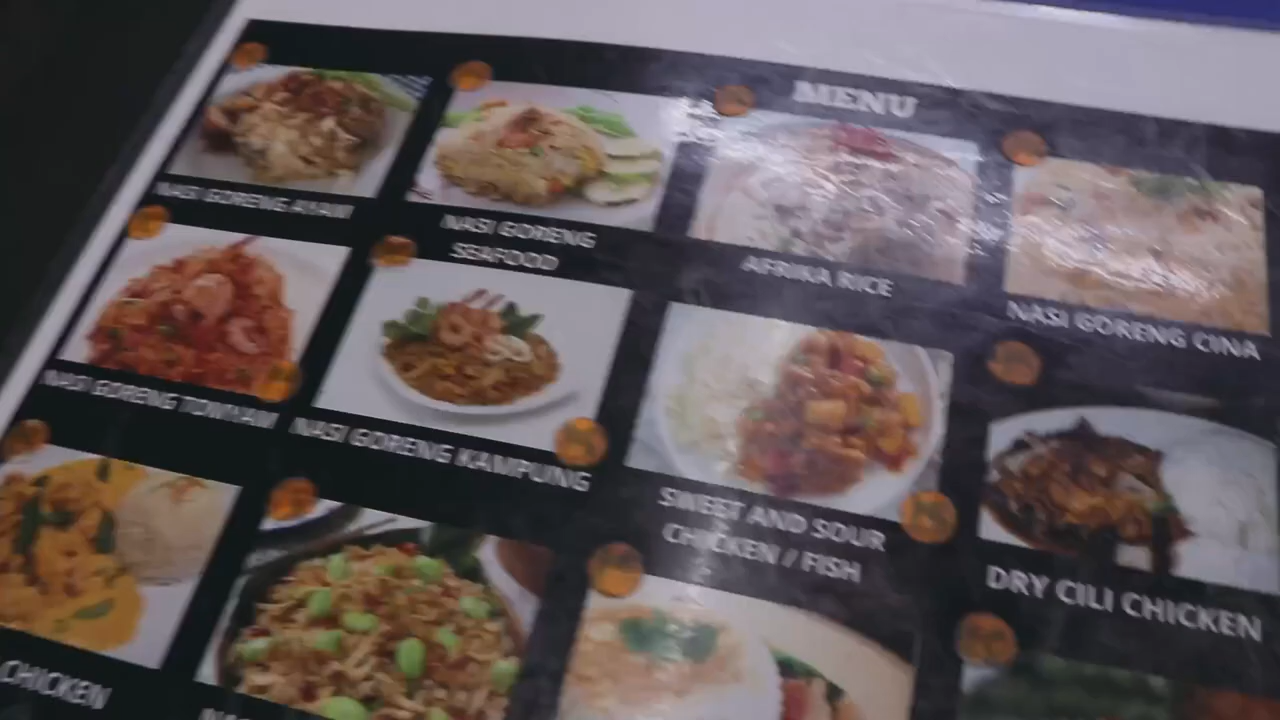 MENU
NASI GORENG AYAM
NASI GORENG
SEAFOOD
AFRIKA RICE
NASI GORENG CINA
NASI GORENG TOMYAM
NASI GORENG KAMPUNG
SWEET AND SOUR
CHICKEN / FISH
DRY CILI CHICKEN
CHICKEN